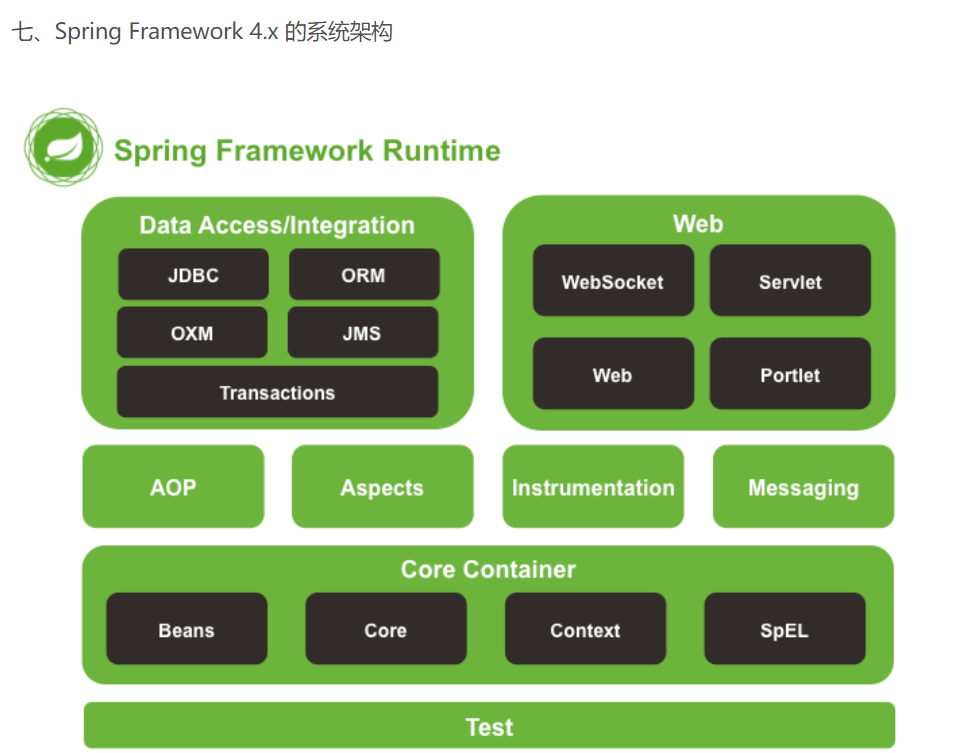 七、Spring Framework 4.x 的系统架构
Spring Framework Runtime
Data Access/Integration
JDBC
ORM
OXM
JMS
Transactions
Web
WebSocket
Servlet
Web
Portlet
AOP
Aspects
Instrumentation
Messaging
Core Container
Beans
Core
Context
SpEL
Test